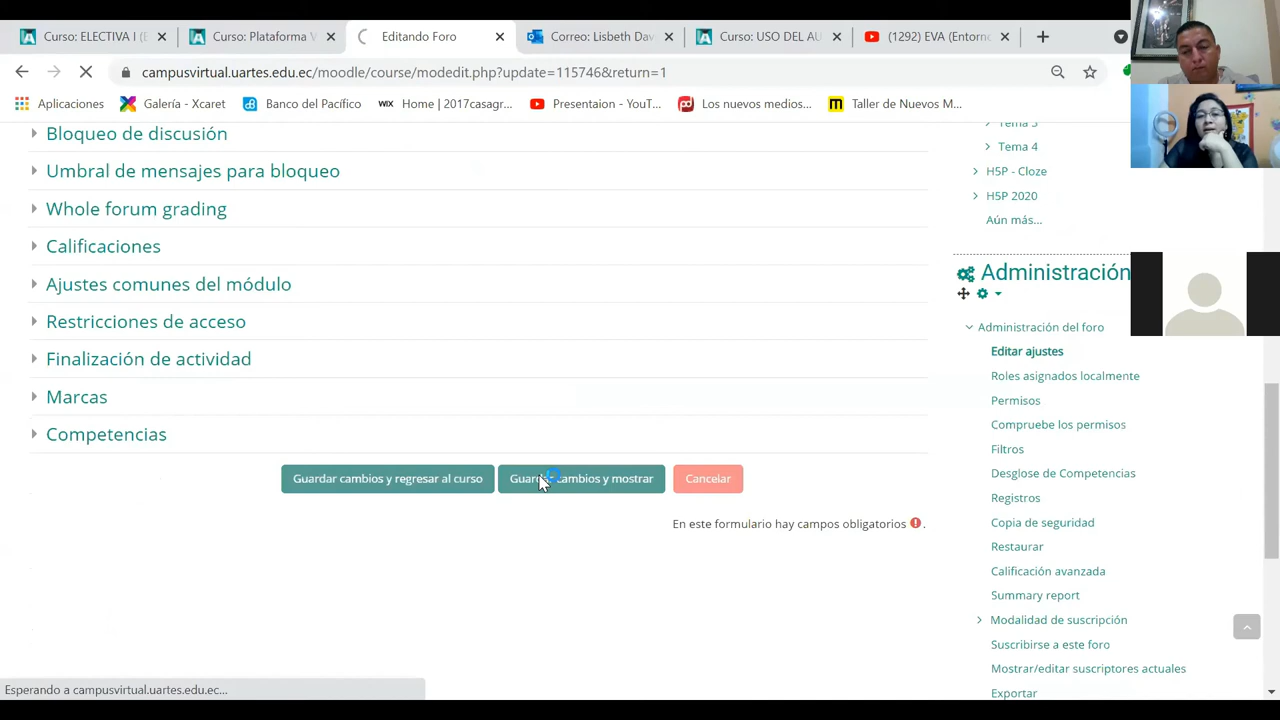 Curso: ELECTIVA I (E
Curso: Plataforma V
Editando Foro
Correo: Lisbeth Dav
Curso: USO DEL AU
(1292) EVA (Entorn
campusvirtual.uartes.edu.ec/moodle/course/modedit.php?update=115746&return=1
Aplicaciones
Galería - Xcaret
Banco del Pacífico
WIX Home | 2017casagr...
Presentaion - YouT...
Los nuevos medios...
Taller de Nuevos M...
Bloqueo de discusión
Umbral de mensajes para bloqueo
Whole forum grading
Calificaciones
Ajustes comunes del módulo
Restricciones de acceso
Finalización de actividad
Marcas
Competencias
Guardar cambios y regresar al curso
Guardar cambios y mostrar
Cancelar
En este formulario hay campos obligatorios .
Tema 3
Tema 4
H5P - Cloze
H5P 2020
Aún más...
Administración
Administración del foro
Editar ajustes
Roles asignados localmente
Permisos
Compruebe los permisos
Filtros
Desglose de Competencias
Registros
Copia de seguridad
Restaurar
Calificación avanzada
Summary report
Modalidad de suscripción
Suscribirse a este foro
Mostrar/editar suscriptores actuales
Exportar
Esperando a campusvirtual.uartes.edu.ec...